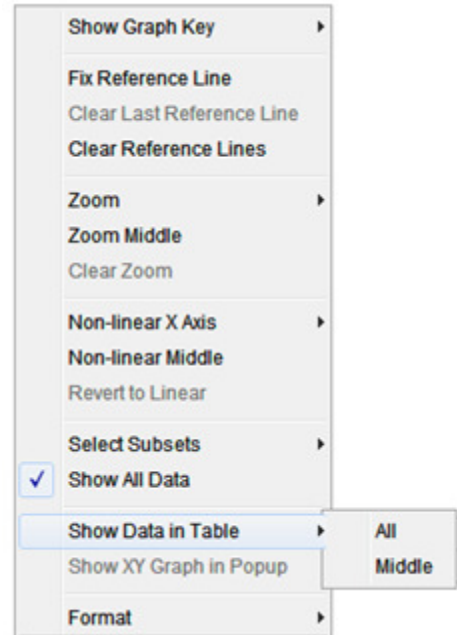 Show Graph Key
Fix Reference Line
Clear Last Reference Line
Clear Reference Lines
Zoom
Zoom Middle
Clear Zoom
Non-linear X Axis
Non-linear Middle
Revert to Linear
Select Subsets
Show All Data
Show Data in Table
All
Show XY Graph in Popup
Middle
Format